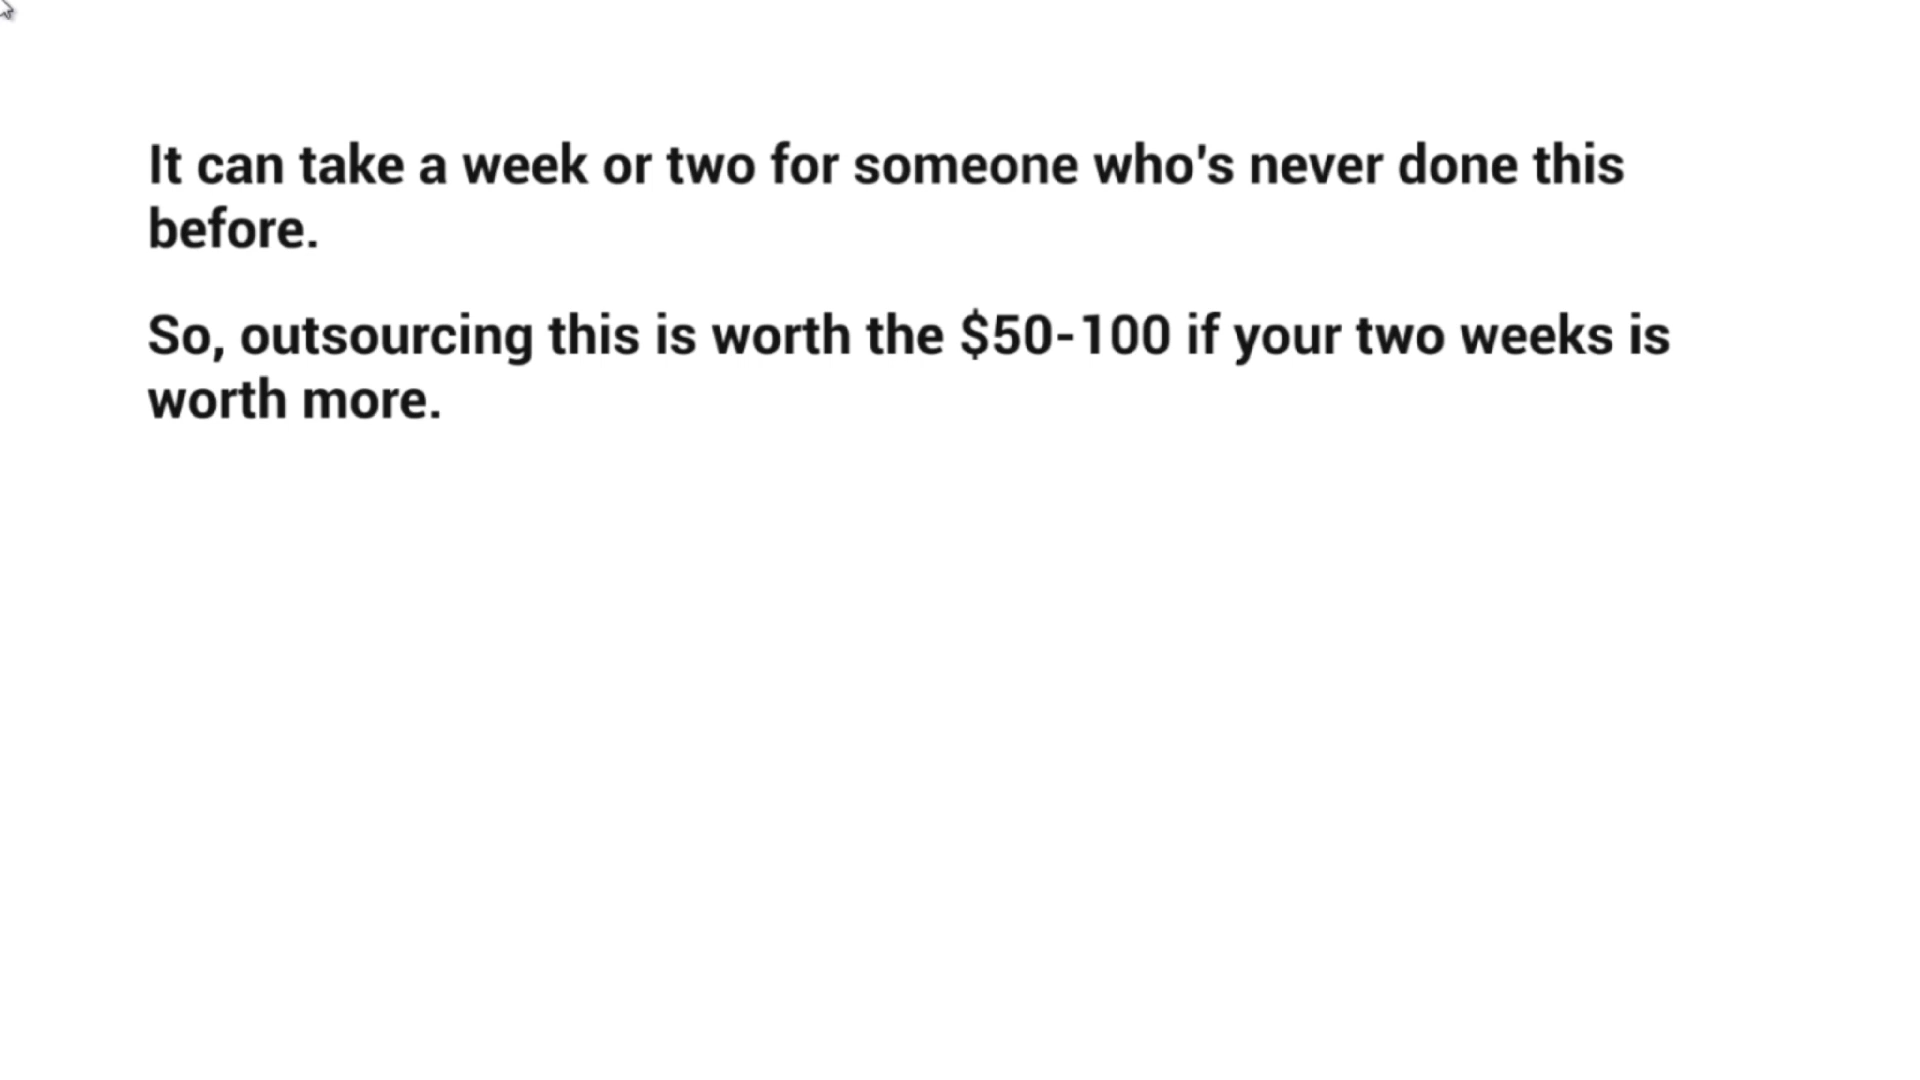 It can take a week or two for someone who's never done this
before.
So, outsourcing this is worth the $50-100 if your two weeks is
worth more.